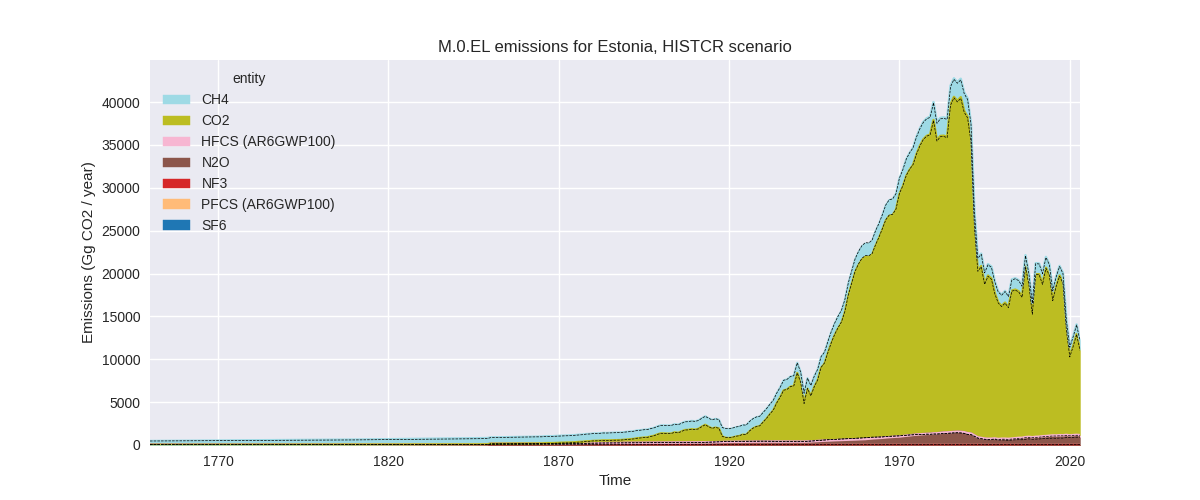 M.0.EL emissions for Estonia, HISTCR scenario
entity
CH4
CO2
HFCS (AR6GWP100)
N2O
NF3
PFCS (AR6GWP100)
SF6
Emissions (Gg CO2 / year)
40000
35000
30000
25000
20000
15000
10000
5000
0
1770 1820 1870 1920 1970 2020
Time